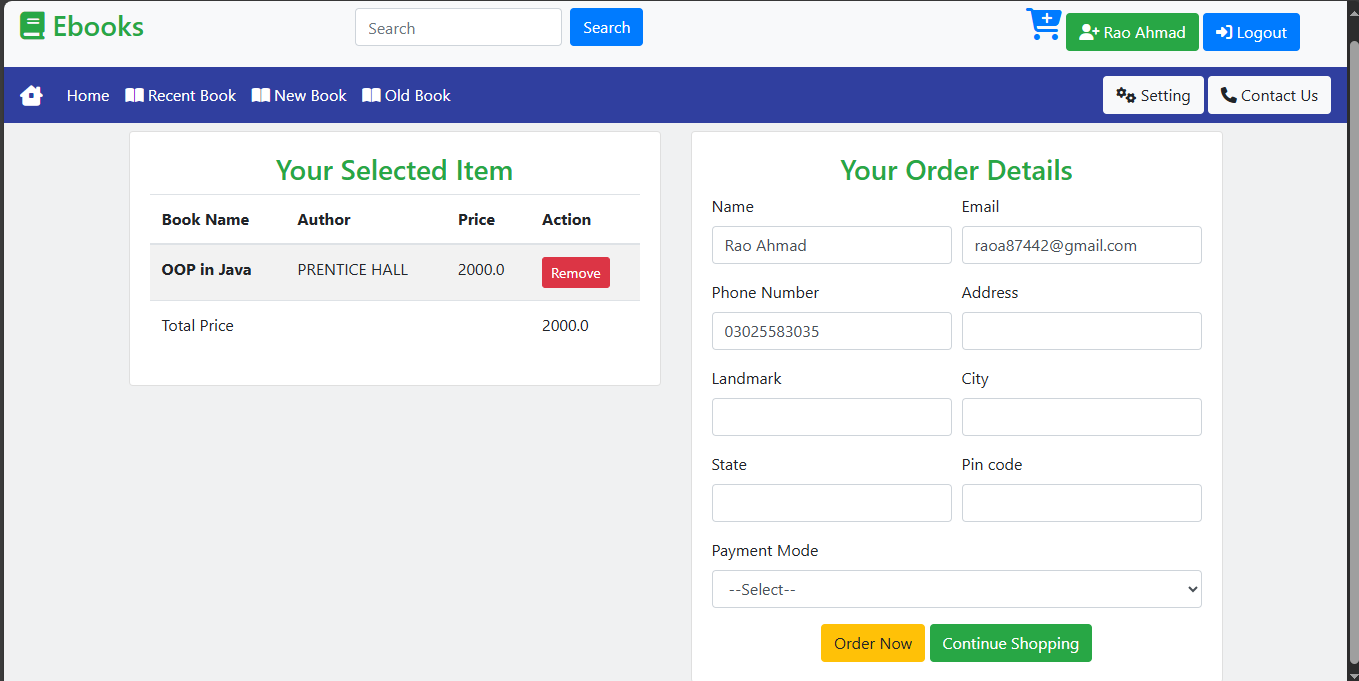 Ebooks Search Search Rao Ahmad Logout
Home Recent Book New Book Old Book Setting Contact Us
Your Selected Item
Book Name Author Price Action
OOP in Java PRENTICE HALL 2000.0 Remove
Total Price 2000.0
Your Order Details
Name Email
Rao Ahmad raoa87442@gmail.com
Phone Number Address
03025583035
Landmark City
State Pin code
Payment Mode
--Select--
Order Now Continue Shopping